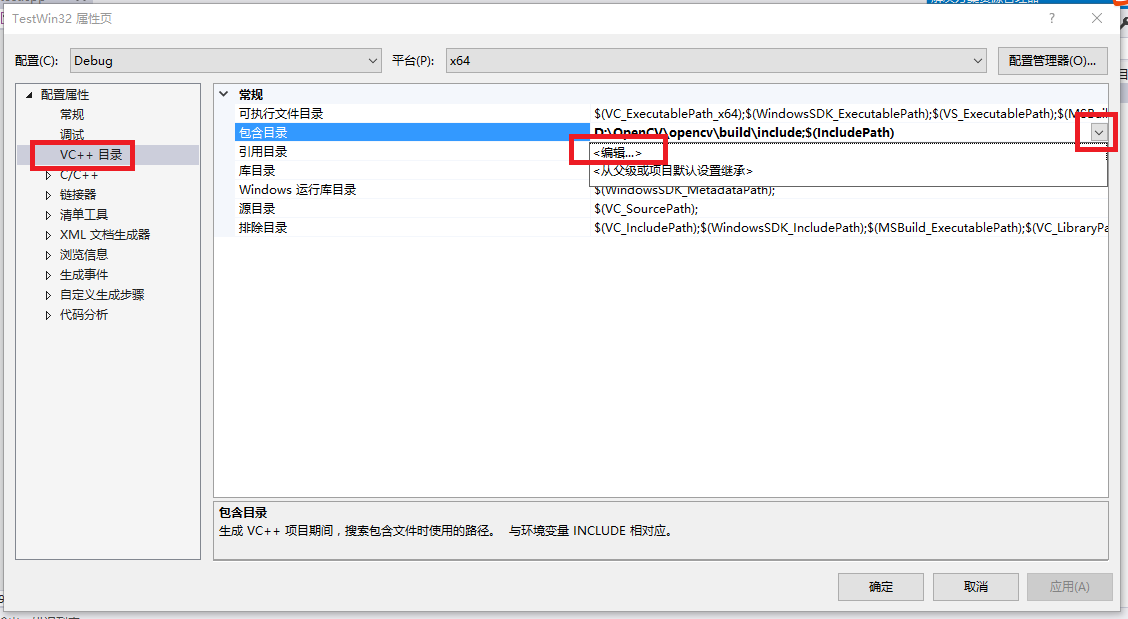 TestWin32 属性页
?
配置(C): Debug 平台(P): x64 配置管理器(O)...
配置属性
常规
调试
VC++ 目录
C/C++
链接器
清单工具
XML 文档生成器
浏览信息
生成事件
自定义生成步骤
代码分析
常规
可执行文件目录 $(VC_ExecutablePath_x64);$(WindowsSDK_ExecutablePath);$(VS_ExecutablePath);$(MSBuil
包含目录 D:\OpenCV\opencv\build\include;$(IncludePath)
引用目录 <编辑...>
库目录 <从父级或项目默认设置继承>
Windows 运行库目录 $(WindowsSDK_MetadataPath);
源目录 $(VC_SourcePath);
排除目录 $(VC_IncludePath);$(WindowsSDK_IncludePath);$(MSBuild_ExecutablePath);$(VC_LibraryPa
包含目录
生成 VC++ 项目期间，搜索包含文件时使用的路径。 与环境变量 INCLUDE 相对应。
确定 取消 应用(A)